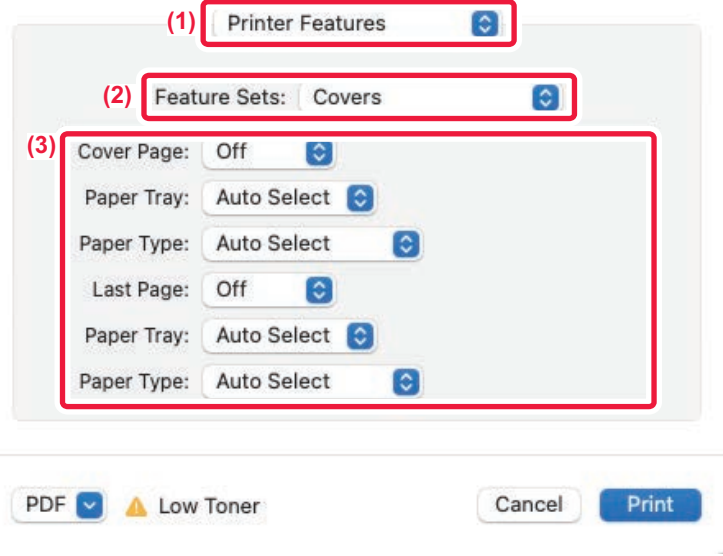 (1) Printer Features
(2) Feature Sets: Covers
(3) Cover Page: Off
Paper Tray: Auto Select
Paper Type: Auto Select
Last Page: Off
Paper Tray: Auto Select
Paper Type: Auto Select
PDF Low Toner Cancel Print